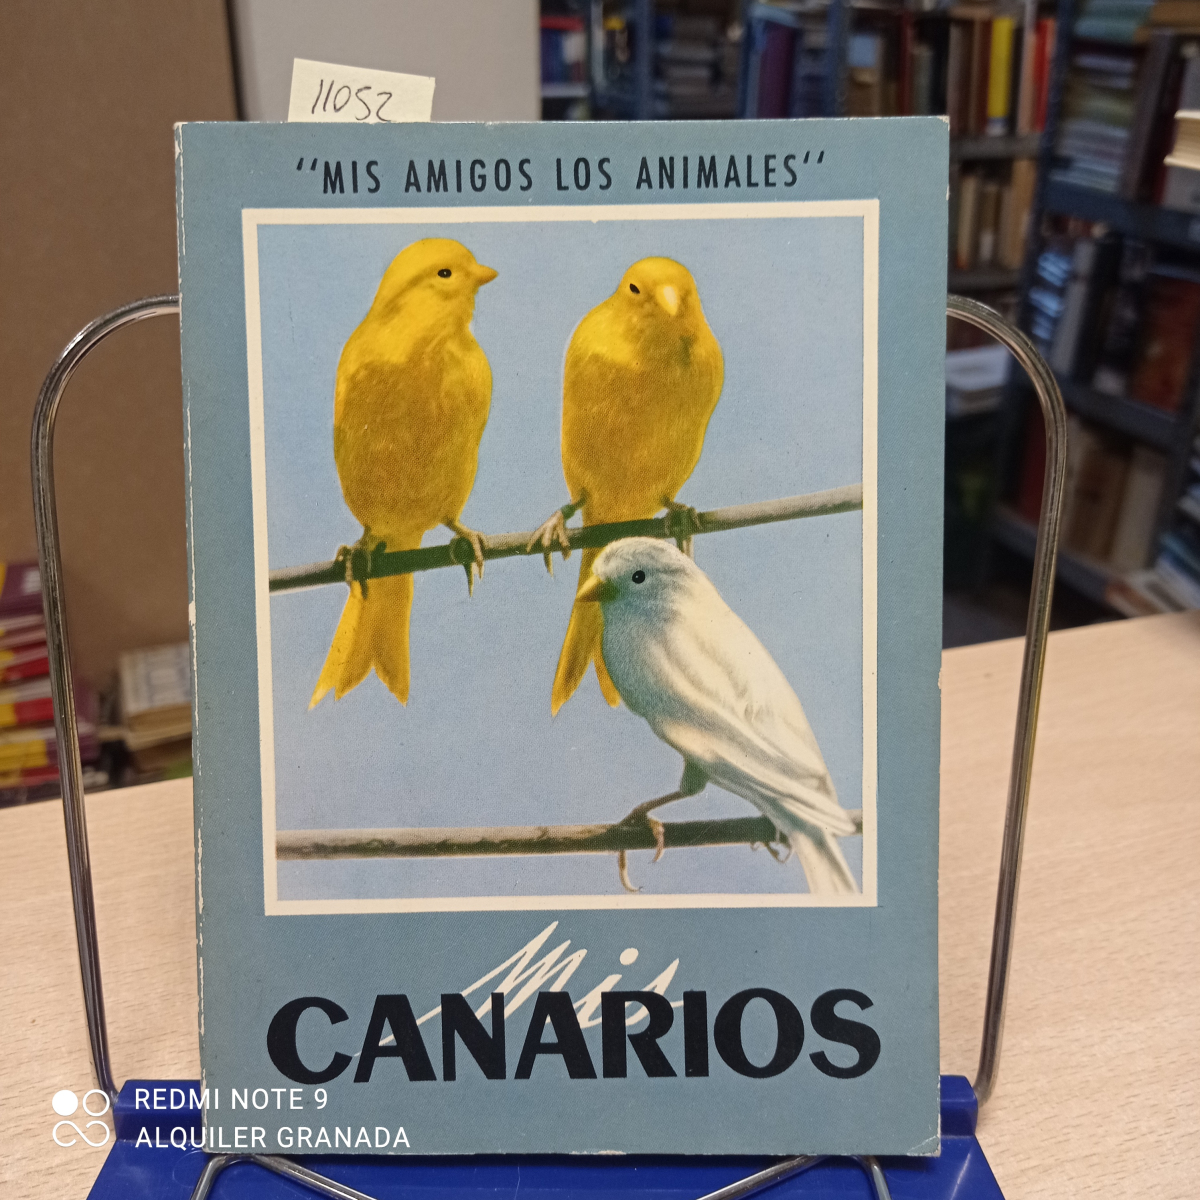 11052
“MIS AMIGOS LOS ANIMALES“
Mis
CANARIOS
REDMI NOTE 9
ALQUILER GRANADA